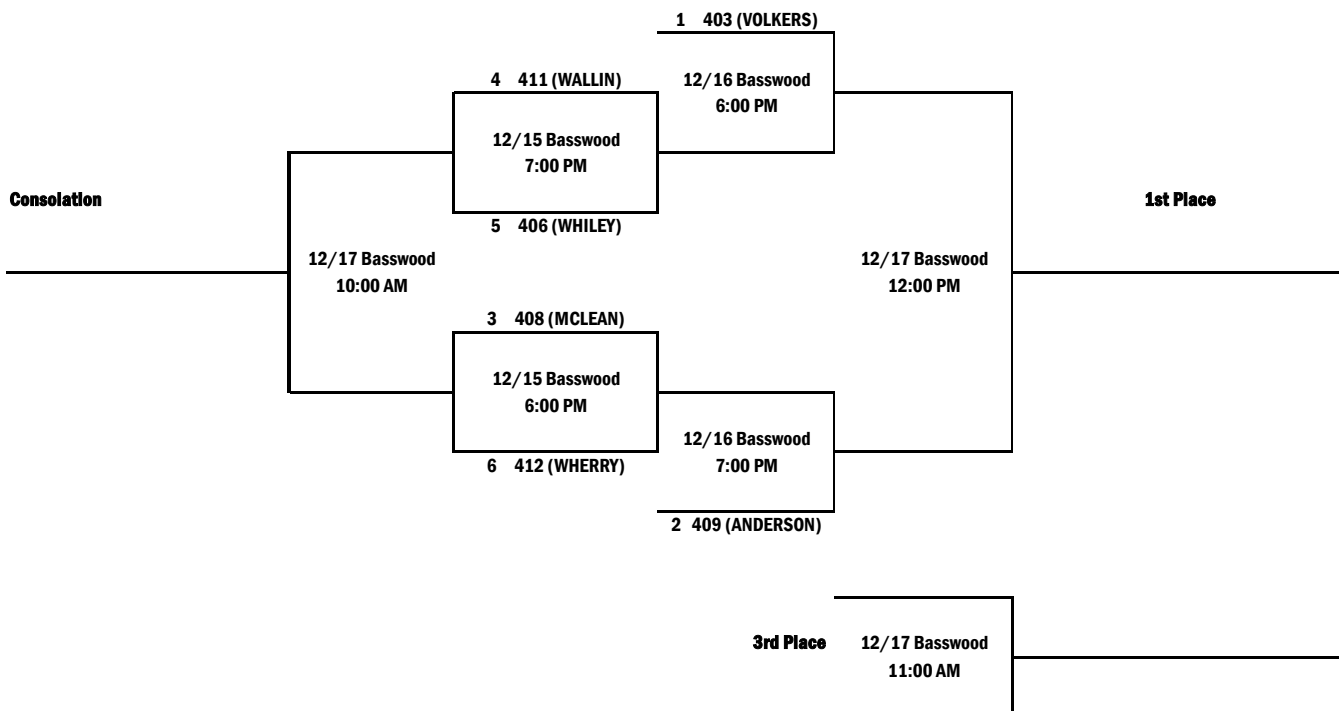 1 403 (VOLKERS)
4 411 (WALLIN)
12/16 Basswood
6:00 PM
12/15 Basswood
7:00 PM
Consolation
1st Place
5 406 (WHILEY)
12/17 Basswood
10:00 AM
12/17 Basswood
12:00 PM
3 408 (MCLEAN)
12/15 Basswood
6:00 PM
12/16 Basswood
7:00 PM
6 412 (WHERRY)
2 409 (ANDERSON)
3rd Place
12/17 Basswood
11:00 AM